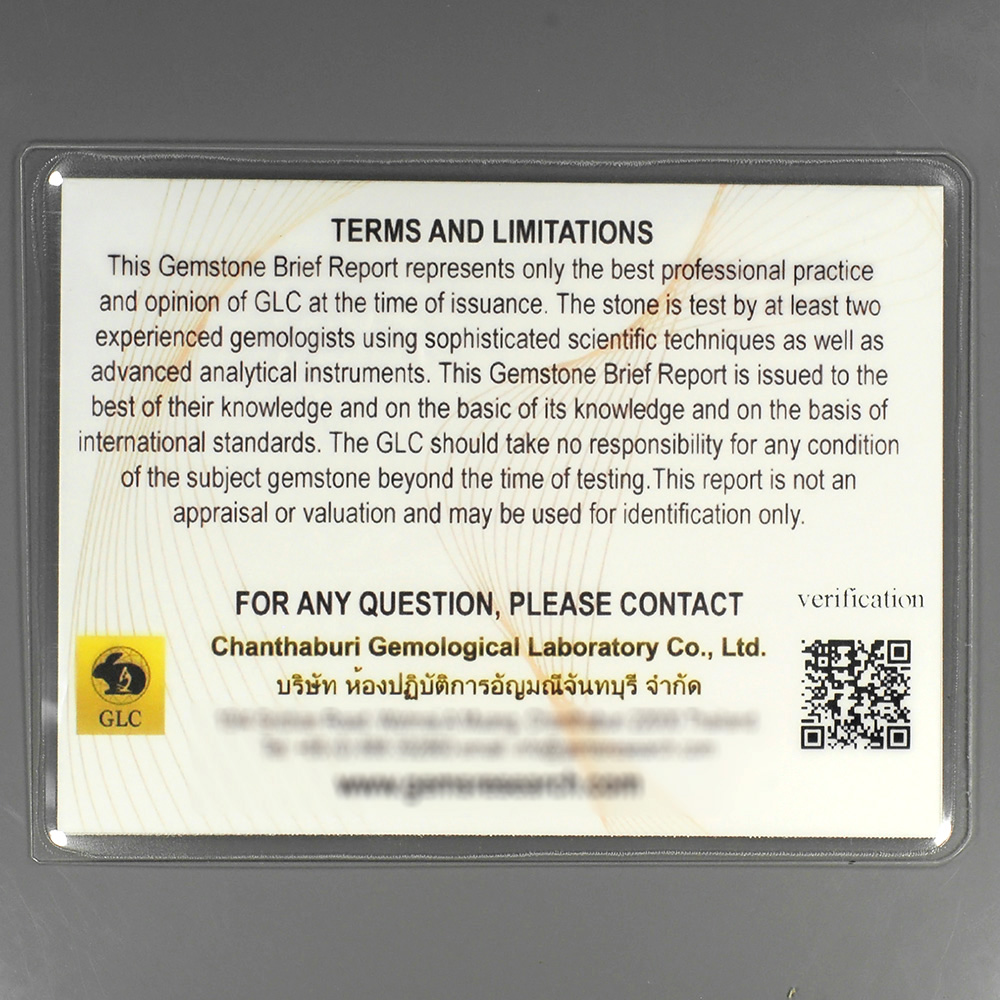 TERMS AND LIMITATIONS
This Gemstone Brief Report represents only the best professional practice
and opinion of GLC at the time of issuance. The stone is test by at least two
experienced gemologists using sophisticated scientific techniques as well as
advanced analytical instruments. This Gemstone Brief Report is issued to the
best of their knowledge and on the basic of its knowledge and on the basis of
international standards. The GLC should take no responsibility for any condition
of the subject gemstone beyond the time of testing.This report is not an
appraisal or valuation and may be used for identification only.
FOR ANY QUESTION, PLEASE CONTACT
verification
Chanthaburi Gemological Laboratory Co., Ltd.
บริษัท ห้องปฏิบัติการอัญมณีจันทบุรี จำกัด
GLC
www.gemsresearch.com